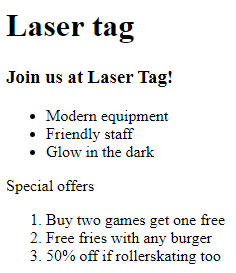 Laser tag
Join us at Laser Tag!
• Modern equipment
• Friendly staff
• Glow in the dark
Special offers
1. Buy two games get one free
2. Free fries with any burger
3. 50% off if rollerskating too